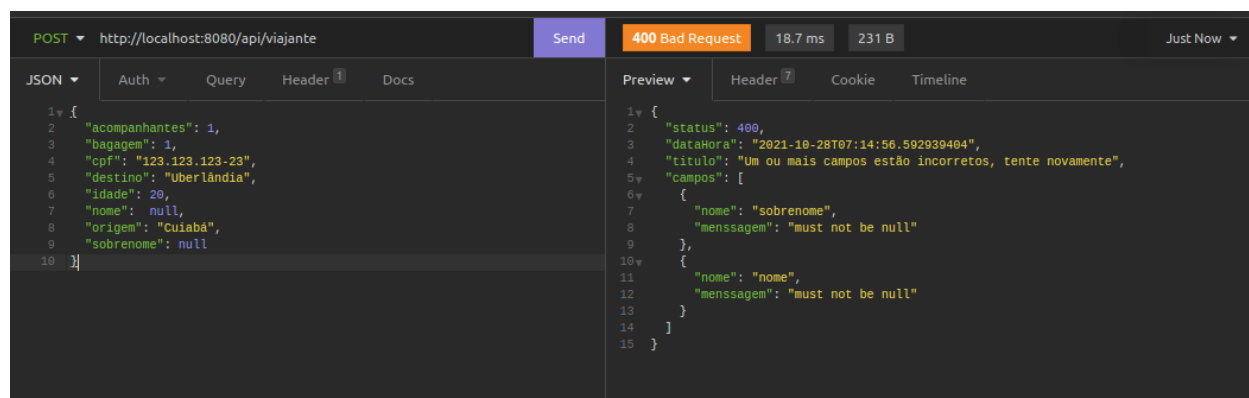 POST http://localhost:8080/api/viajante Send 400 Bad Request 18.7 ms 231 B Just Now
JSON Auth Query Header 1 Docs
1 {
2 "acompanhantes": 1,
3 "bagagem": 1,
4 "cpf": "123.123.123-23",
5 "destino": "Uberlândia",
6 "idade": 20,
7 "nome":  null,
8 "origem": "Cuiabá",
9 "sobrenome": null
10 }
Preview Header 7 Cookie Timeline
1 {
2 "status": 400,
3 "dataHora": "2021-10-28T07:14:56.592939404",
4 "titulo": "Um ou mais campos estão incorretos, tente novamente",
5 "campos": [
6 {
7 "nome": "sobrenome",
8 "menssagem": "must not be null"
9 },
10 {
11 "nome": "nome",
12 "menssagem": "must not be null"
13 }
14 ]
15 }